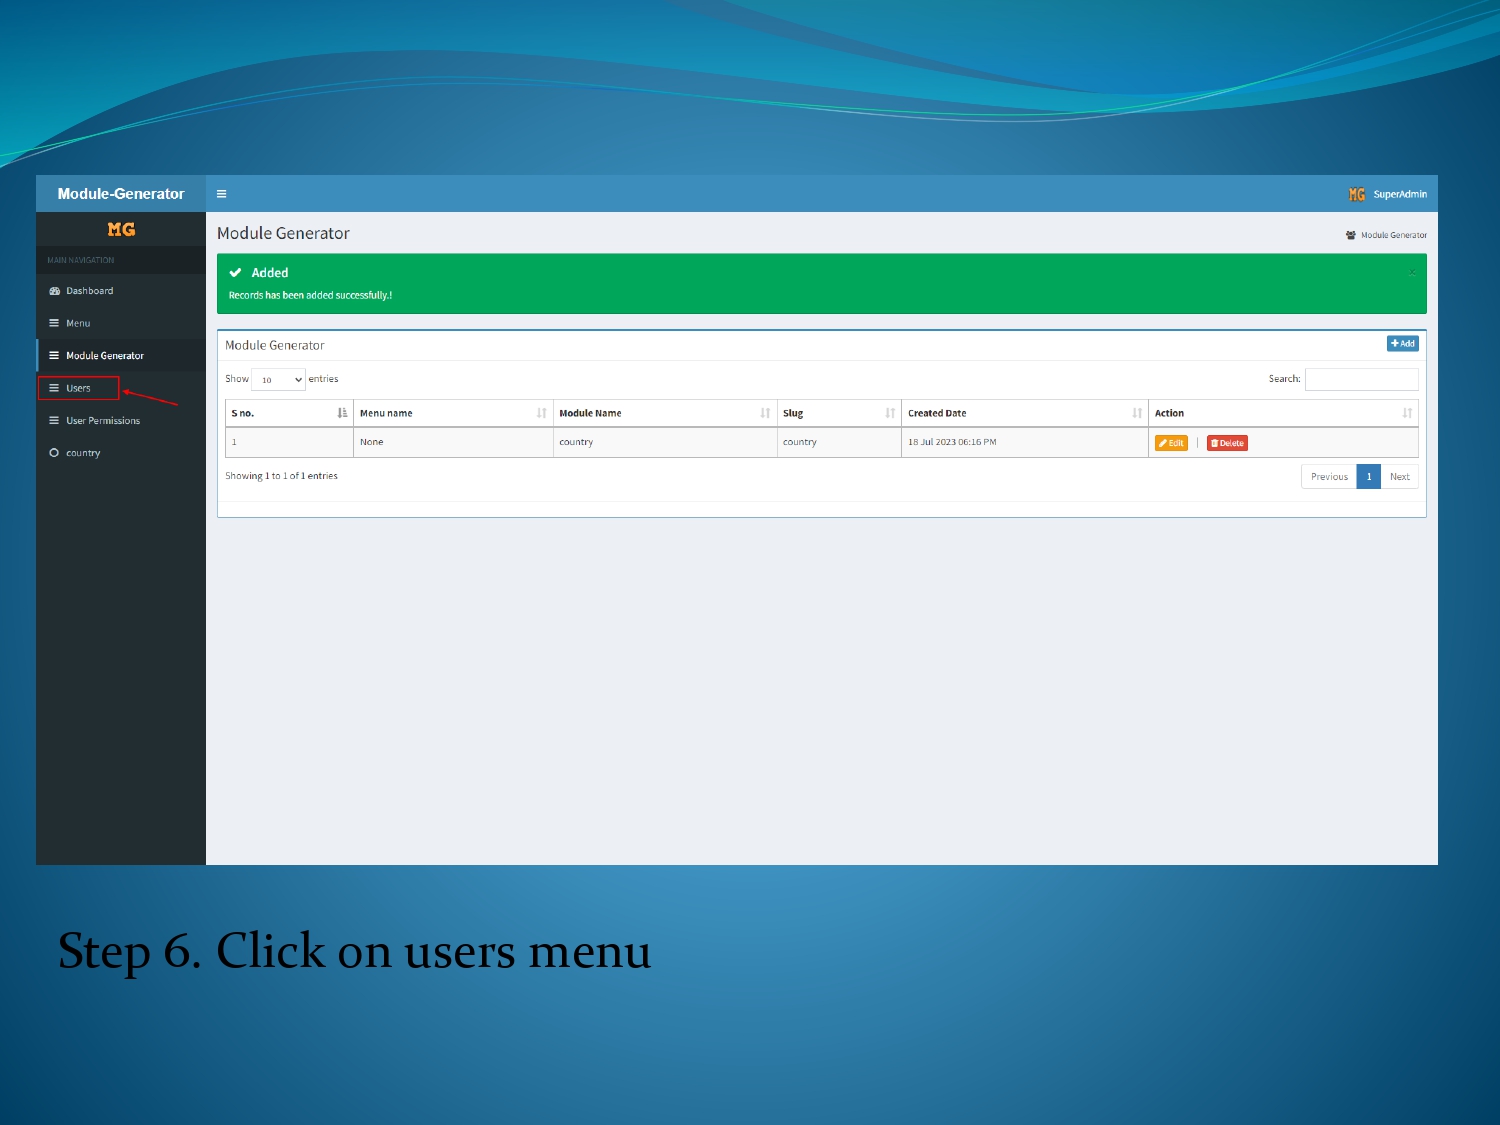 Module-Generator
SuperAdmin
MG
MAIN NAVIGATION
Dashboard
Menu
Module Generator
Users
User Permissions
country
Module Generator
Module Generator
Added
Records has been added successfully.!
x
Module Generator
Add
Show 10 entries
Search:
S no. Menu name Module Name Slug Created Date Action
1 None country country 18 Jul 2023 06:16 PM Edit | Delete
Showing 1 to 1 of 1 entries
Previous 1 Next
Step 6. Click on users menu